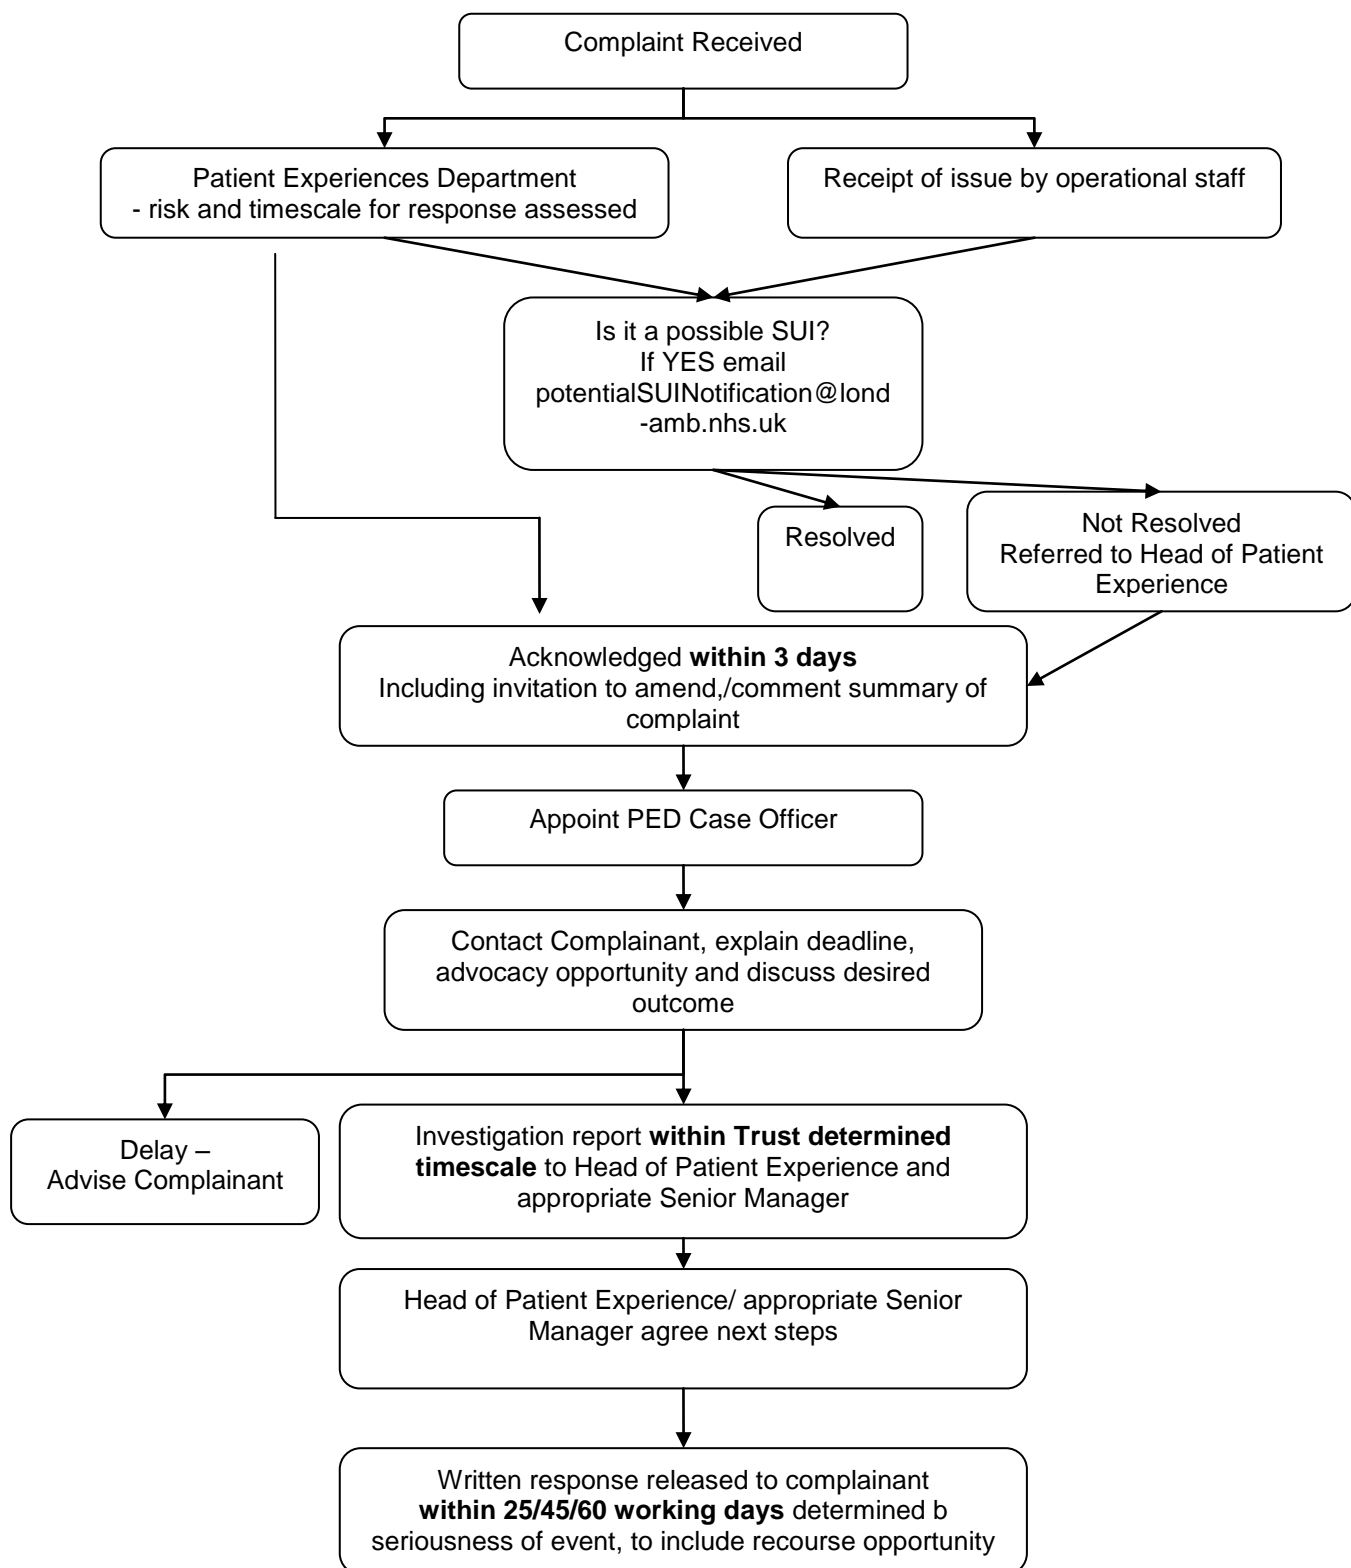 Complaint Received
Patient Experiences Department
- risk and timescale for response assessed
Receipt of issue by operational staff
Is it a possible SUI?
If YES email
potentialSUINotification@lond
-amb.nhs.uk
Resolved
Not Resolved
Referred to Head of Patient
Experience
Acknowledged within 3 days
Including invitation to amend,/comment summary of
complaint
Appoint PED Case Officer
Contact Complainant, explain deadline,
advocacy opportunity and discuss desired
outcome
Delay –
Advise Complainant
Investigation report within Trust determined
timescale to Head of Patient Experience and
appropriate Senior Manager
Head of Patient Experience/ appropriate Senior
Manager agree next steps
Written response released to complainant
within 25/45/60 working days determined b
seriousness of event, to include recourse opportunity